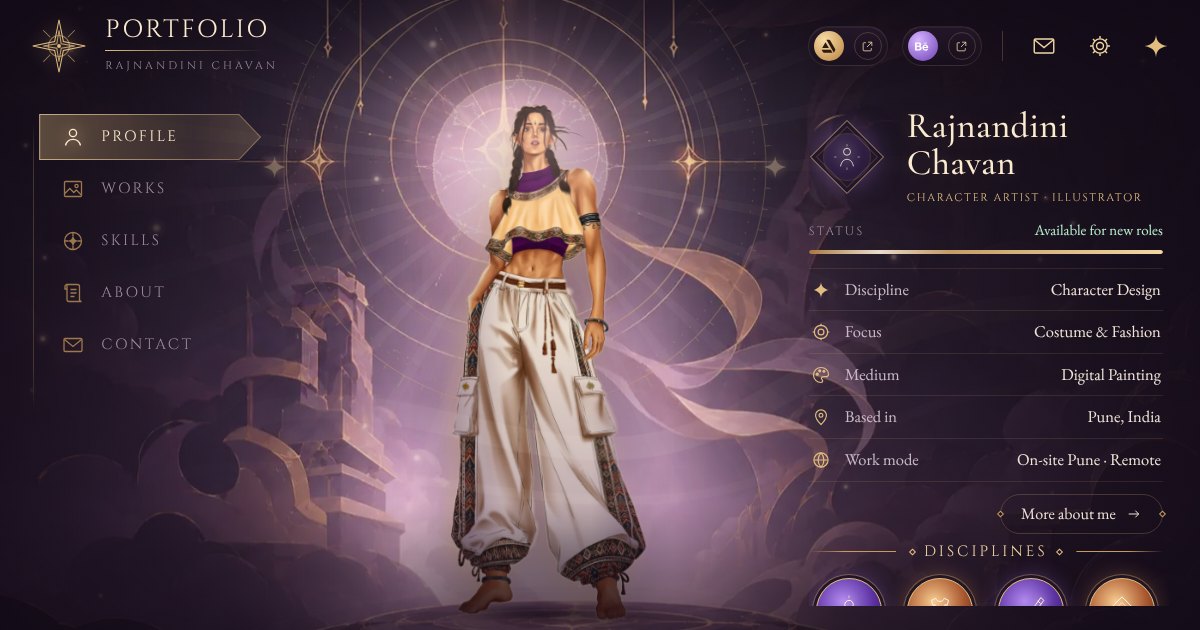 PORTFOLIO
RAJNANDINI CHAVAN
Bē
PROFILE
WORKS
SKILLS
ABOUT
CONTACT
Rajnandini
Chavan
CHARACTER ARTIST · ILLUSTRATOR
STATUS Available for new roles
Discipline Character Design
Focus Costume & Fashion
Medium Digital Painting
Based in Pune, India
Work mode On-site Pune · Remote
More about me →
DISCIPLINES